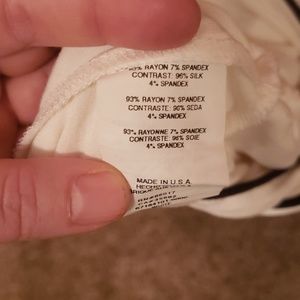 93% RAYON 7% SPANDEX
CONTRAST: 96% SILK
4% SPANDEX
93% RAYON 7% SPANDEX
CONTRASTE: 96% SEDA
4% SPANDEX
93% RAYONNE 7% SPANDEX
CONTRASTE: 96% SOIE
4% SPANDEX
MADE IN U.S.A.